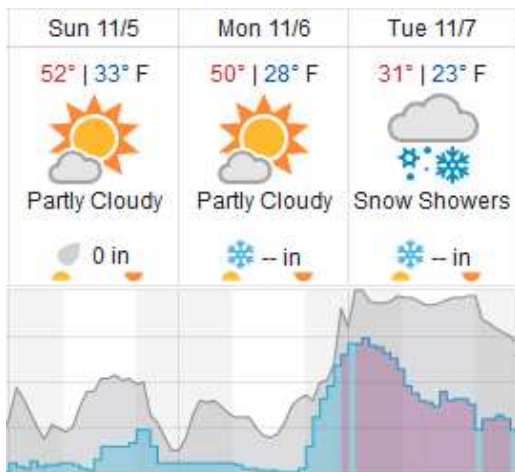 Sun 11/5 Mon 11/6 Tue 11/7
52° | 33° F 50° | 28° F 31° | 23° F
Partly Cloudy Partly Cloudy Snow Showers
0 in -- in -- in